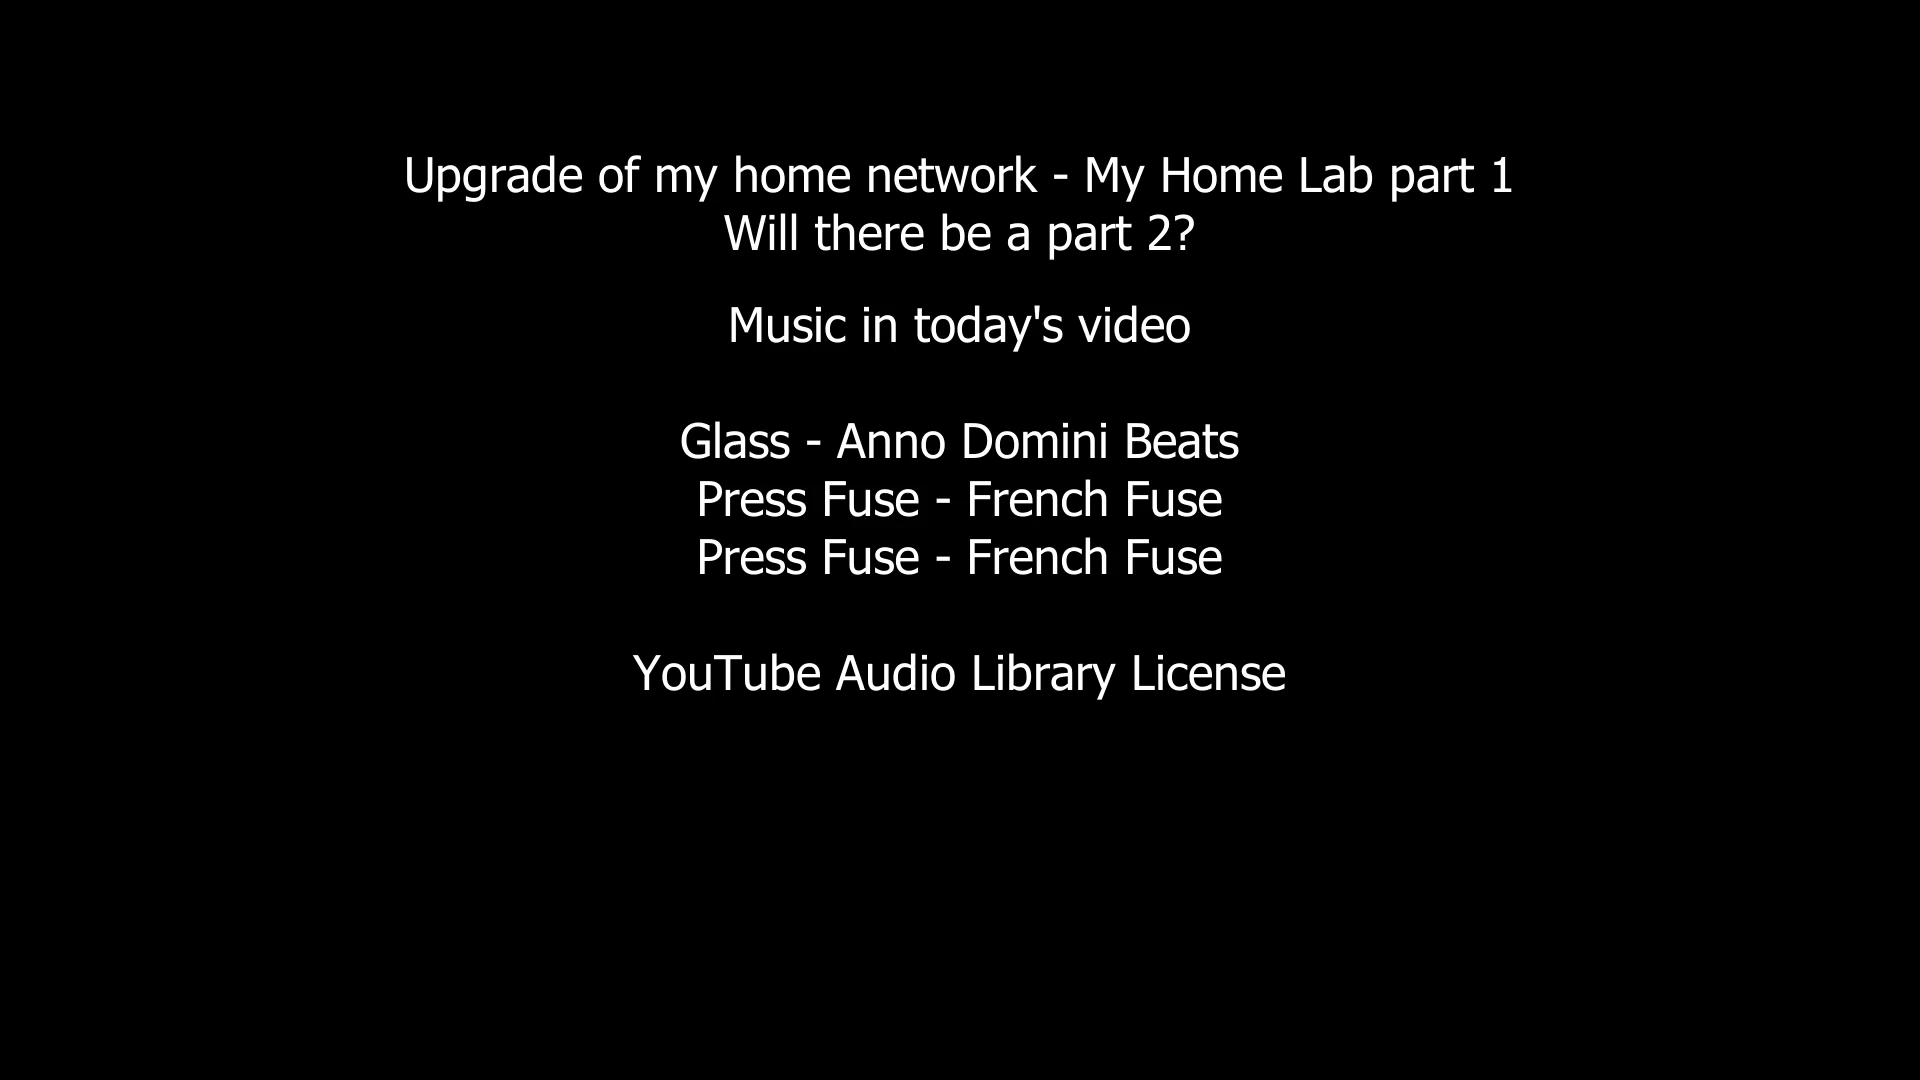 Upgrade of my home network - My Home Lab part 1
Will there be a part 2?
Music in today's video
Glass - Anno Domini Beats
Press Fuse - French Fuse
Press Fuse - French Fuse
YouTube Audio Library License